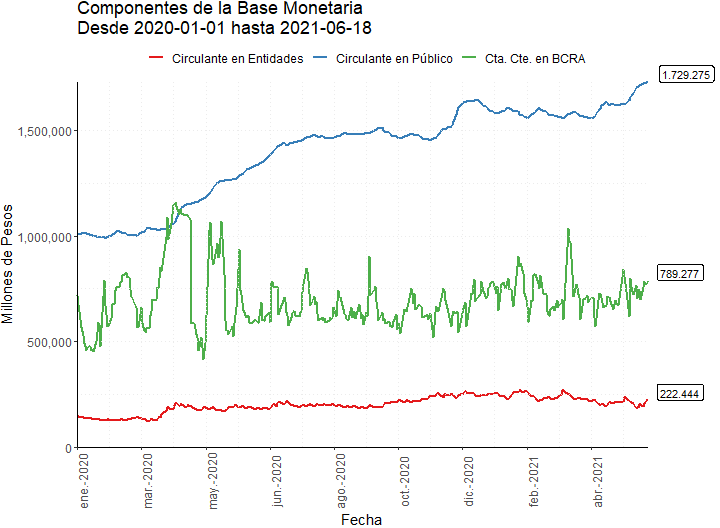 Componentes de la Base Monetaria
Desde 2020-01-01 hasta 2021-06-18
Circulante en Entidades Circulante en Público Cta. Cte. en BCRA
1.729.275
1,500,000
1,000,000
789.277
500,000
222.444
0
Millones de Pesos
ene.-2020 mar.-2020 may.-2020 jun.-2020 ago.-2020 oct.-2020 dic.-2020 feb.-2021 abr.-2021
Fecha